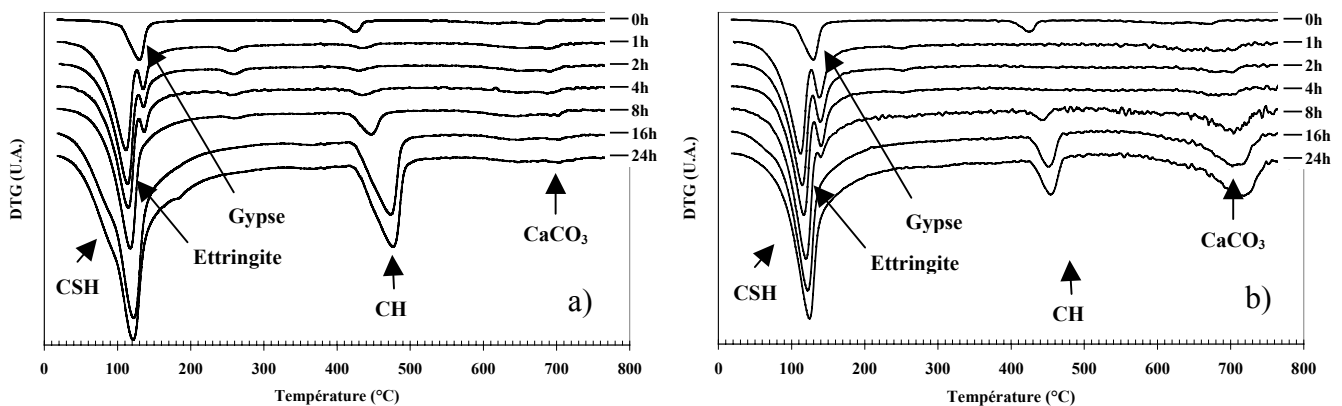 0h
1h
2h
4h
8h
16h
24h
DTG (U.A.)
Gypse
Ettringite
CSH
CH
CaCO₃
a)
0 100 200 300 400 500 600 700 800
Température (°C)
0h
1h
2h
4h
8h
16h
24h
DTG (U.A.)
Gypse
Ettringite
CSH
CH
CaCO₃
b)
0 100 200 300 400 500 600 700 800
Température (°C)